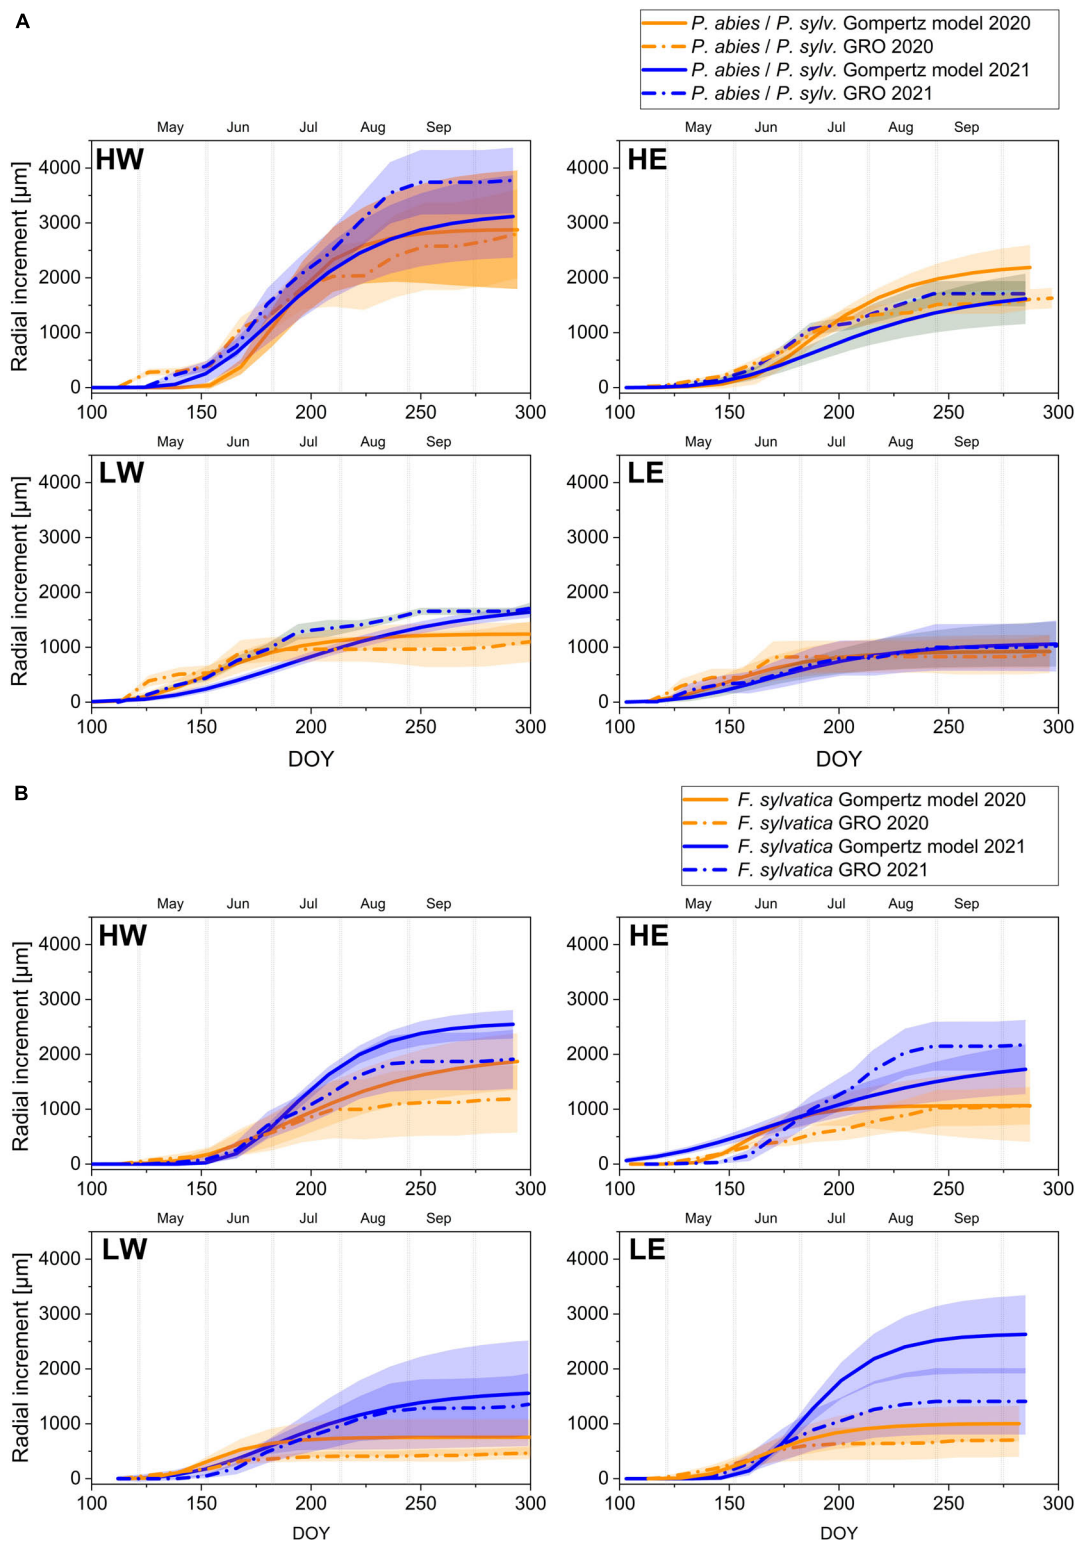 A
P. abies / P. sylv. Gompertz model 2020
P. abies / P. sylv. GRO 2020
P. abies / P. sylv. Gompertz model 2021
P. abies / P. sylv. GRO 2021
May Jun Jul Aug Sep
HW
Radial increment [µm]
4000
3000
2000
1000
0
100 150 200 250 300
May Jun Jul Aug Sep
HE
4000
3000
2000
1000
0
100 150 200 250 300
May Jun Jul Aug Sep
LW
Radial increment [µm]
4000
3000
2000
1000
0
100 150 200 250 300
DOY
May Jun Jul Aug Sep
LE
4000
3000
2000
1000
0
100 150 200 250 300
DOY
B
F. sylvatica Gompertz model 2020
F. sylvatica GRO 2020
F. sylvatica Gompertz model 2021
F. sylvatica GRO 2021
May Jun Jul Aug Sep
HW
Radial increment [µm]
4000
3000
2000
1000
0
100 150 200 250 300
May Jun Jul Aug Sep
HE
4000
3000
2000
1000
0
100 150 200 250 300
May Jun Jul Aug Sep
LW
Radial increment [µm]
4000
3000
2000
1000
0
100 150 200 250 300
DOY
May Jun Jul Aug Sep
LE
4000
3000
2000
1000
0
100 150 200 250 300
DOY